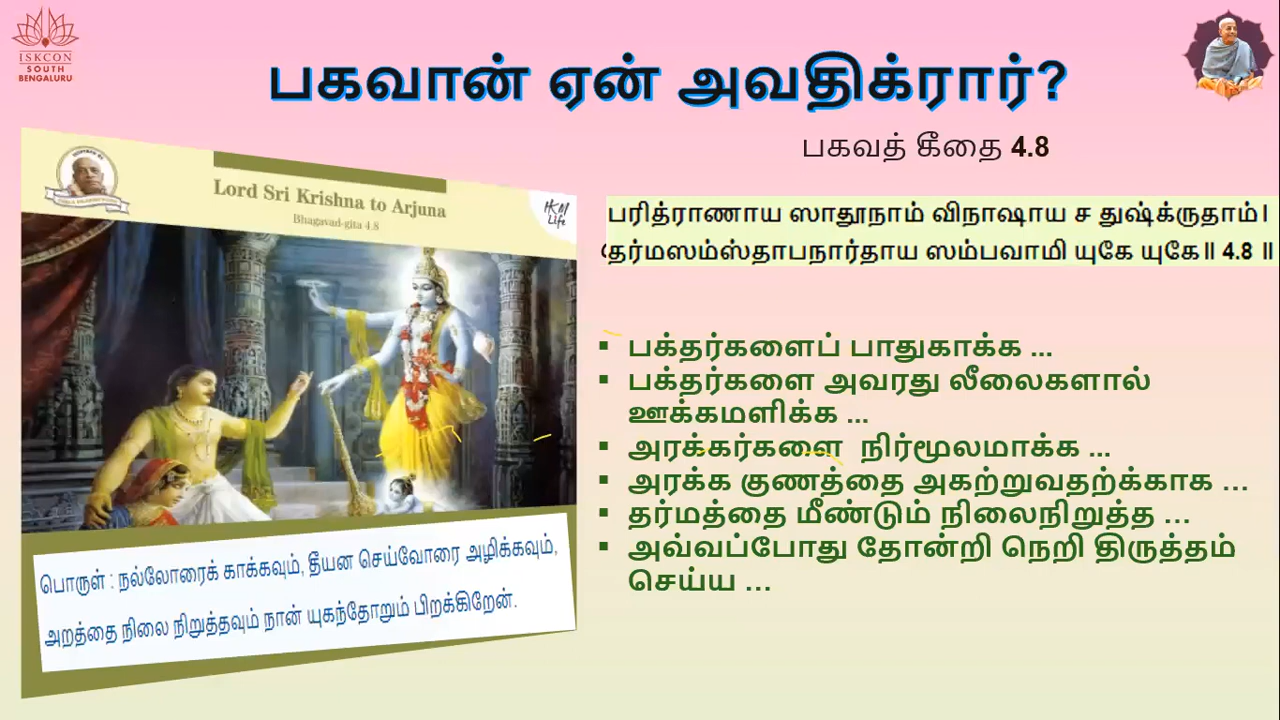 ISKCON
SOUTH
BENGALURU
பகவான் ஏன் அவதிக்ரார்?
பகவத் கீதை 4.8
Lord Sri Krishna to Arjuna
Bhagavad-gita 4.8
HKM
Life
பரித்ராணாய ஸாதூநாம் விநாஷாய ச துஷ்க்ருதாம்।
தர்மஸம்ஸ்தாபநார்தாய ஸம்பவாமி யுகே யுகே॥ 4.8 ॥
▪ பக்தர்களைப் பாதுகாக்க ...
▪ பக்தர்களை அவரது லீலைகளால்
ஊக்கமளிக்க ...
▪ அரக்கர்களை நிர்மூலமாக்க ...
▪ அரக்க குணத்தை அகற்றுவதற்க்காக ...
▪ தர்மத்தை மீண்டும் நிலைநிறுத்த ...
▪ அவ்வப்போது தோன்றி நெறி திருத்தம்
செய்ய ...
பொருள் : நல்லோரைக் காக்கவும், தீயன செய்வோரை அழிக்கவும்,
அறத்தை நிலை நிறுத்தவும் நான் யுகந்தோறும் பிறக்கிறேன்.